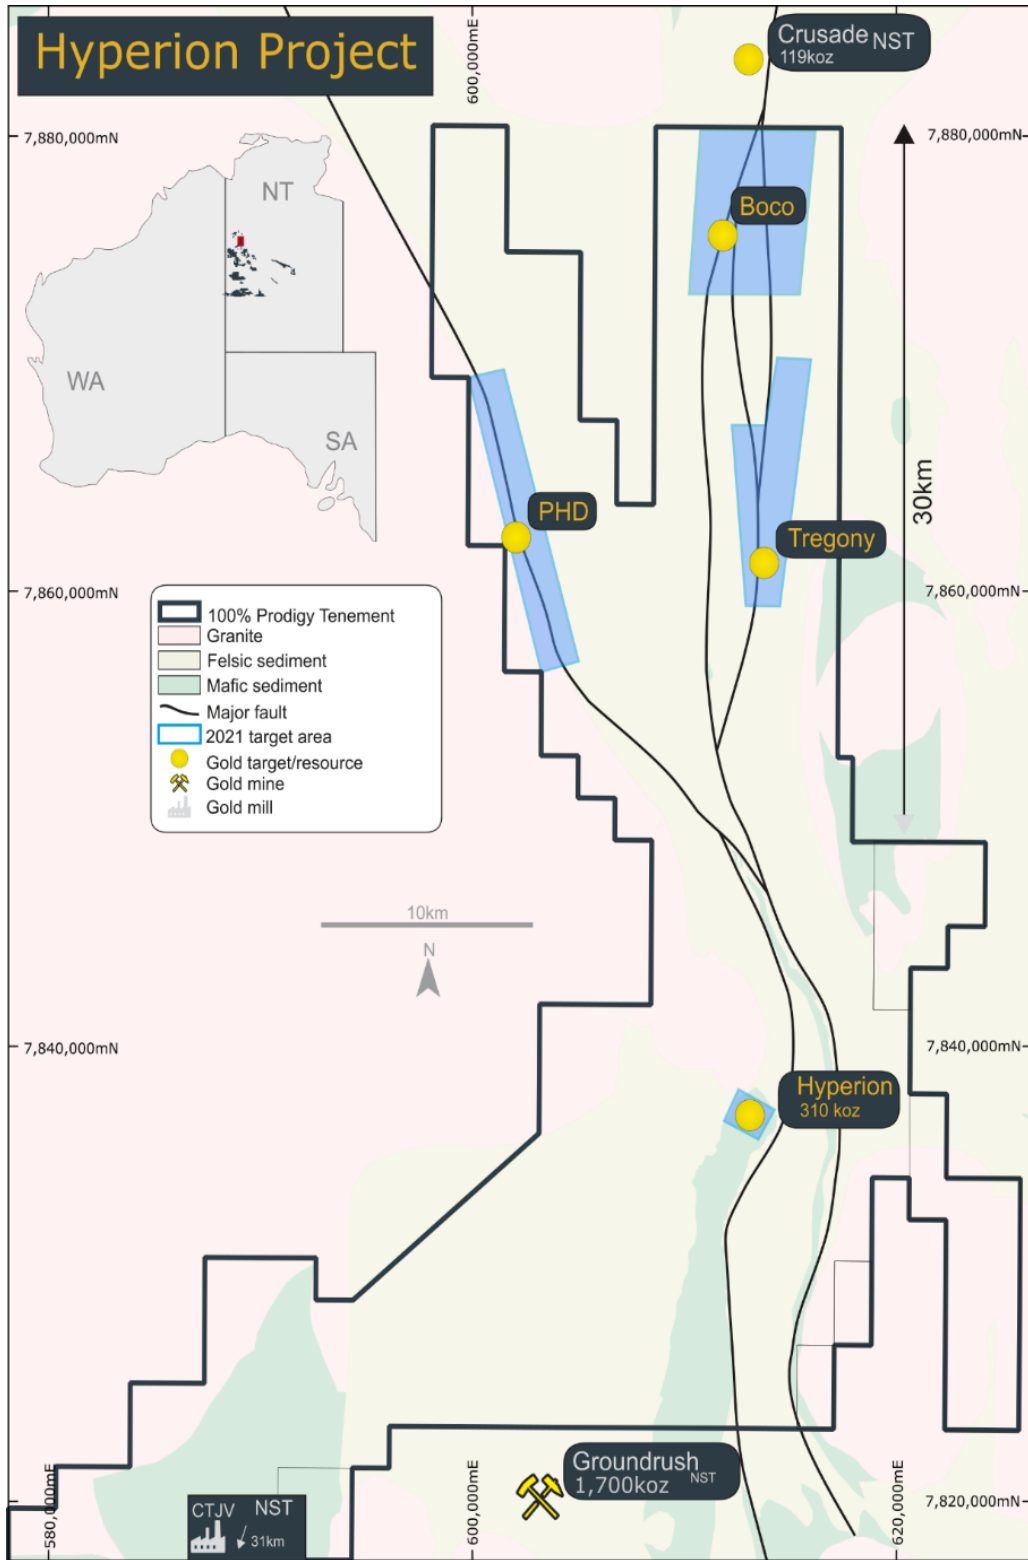 Hyperion Project
600,000mE
Crusade NST
119koz
7,880,000mN
7,880,000mN
NT
WA
SA
Boco
30km
PHD
Tregony
7,860,000mN
7,860,000mN
100% Prodigy Tenement
Granite
Felsic sediment
Mafic sediment
Major fault
2021 target area
Gold target/resource
Gold mine
Gold mill
10km
N
7,840,000mN
7,840,000mN
Hyperion
310 koz
Groundrush NST
1,700koz
580,000mE
CTJV NST
31km
600,000mE
620,000mE
7,820,000mN